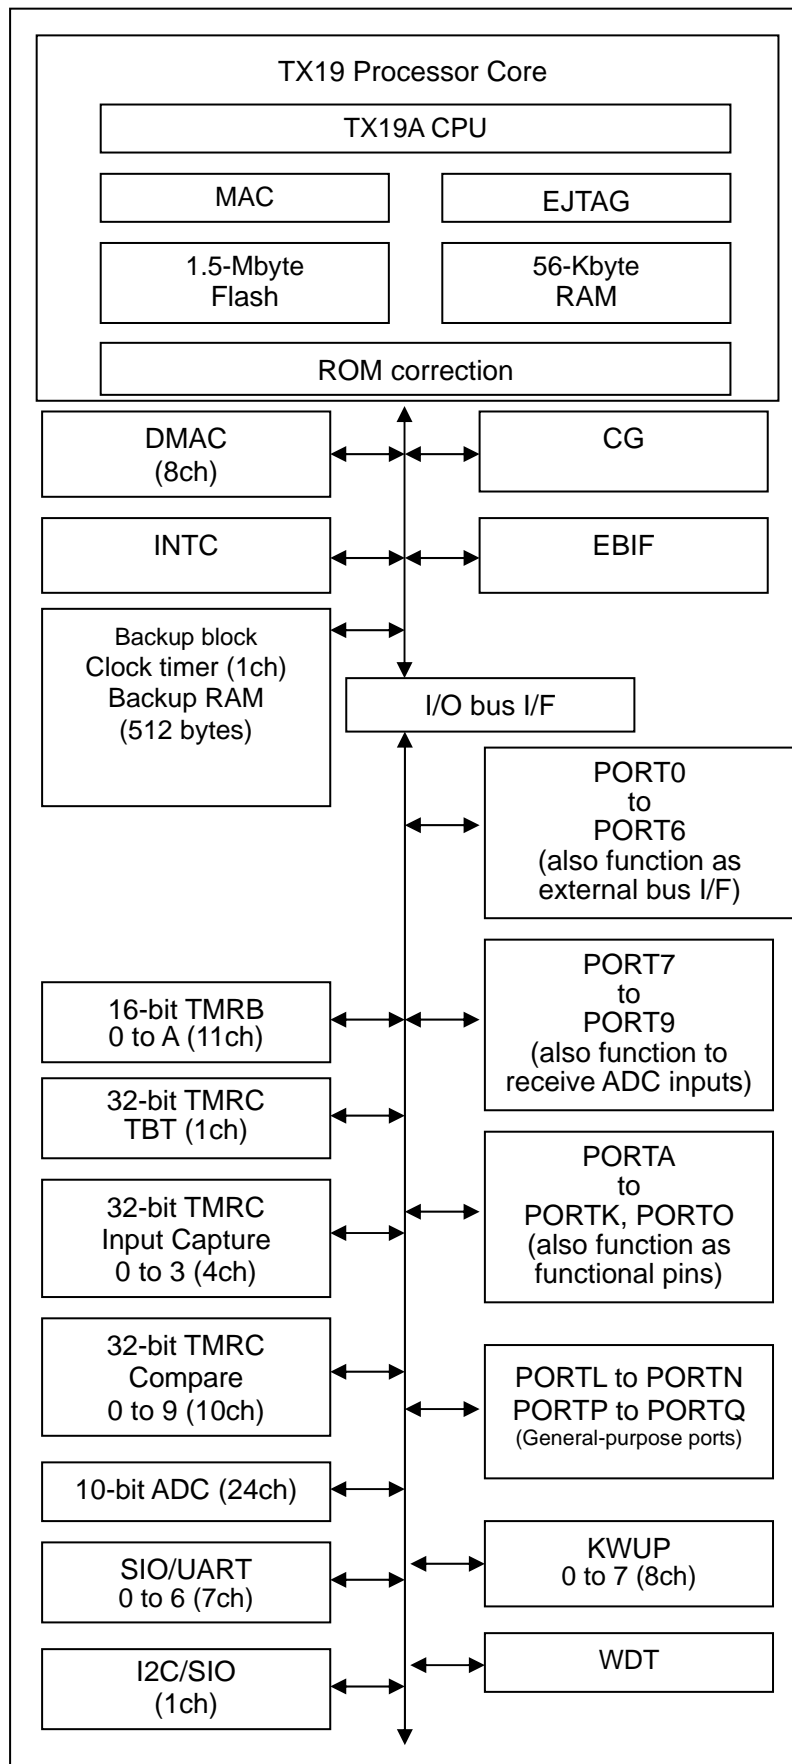 TX19 Processor Core
TX19A CPU
MAC
EJTAG
1.5-Mbyte
Flash
56-Kbyte
RAM
ROM correction
DMAC
(8ch)
CG
INTC
EBIF
Backup block
Clock timer (1ch)
Backup RAM
(512 bytes)
I/O bus I/F
PORT0
to
PORT6
(also function as
external bus I/F)
16-bit TMRB
0 to A (11ch)
PORT7
to
PORT9
(also function to
receive ADC inputs)
32-bit TMRC
TBT (1ch)
32-bit TMRC
Input Capture
0 to 3 (4ch)
PORTA
to
PORTK, PORTO
(also function as
functional pins)
32-bit TMRC
Compare
0 to 9 (10ch)
PORTL to PORTN
PORTP to PORTQ
(General-purpose ports)
10-bit ADC (24ch)
SIO/UART
0 to 6 (7ch)
KWUP
0 to 7 (8ch)
I2C/SIO
(1ch)
WDT